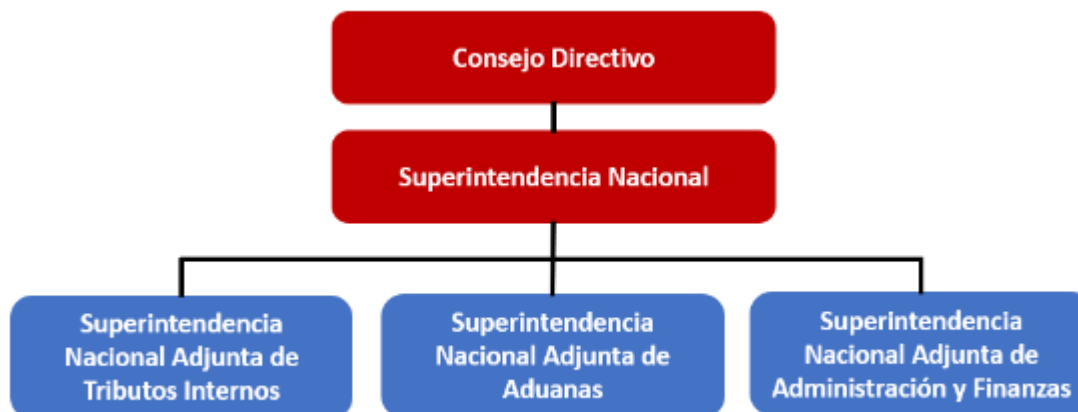 Consejo Directivo
Superintendencia Nacional
Superintendencia
Nacional Adjunta de
Tributos Internos
Superintendencia
Nacional Adjunta de
Aduanas
Superintendencia
Nacional Adjunta de
Administración y Finanzas